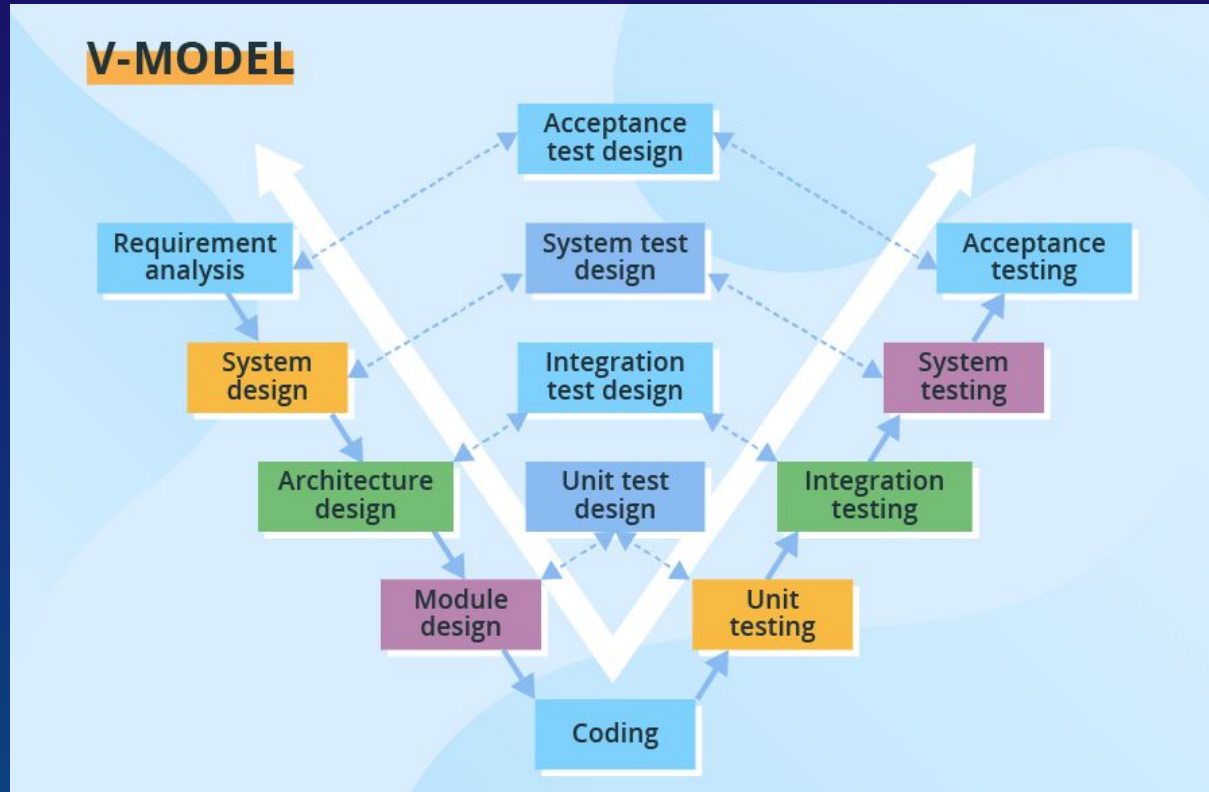 V-MODEL
Acceptance
test design
Requirement
analysis
System test
design
Acceptance
testing
System
design
Integration
test design
System
testing
Architecture
design
Unit test
design
Integration
testing
Module
design
Unit
testing
Coding